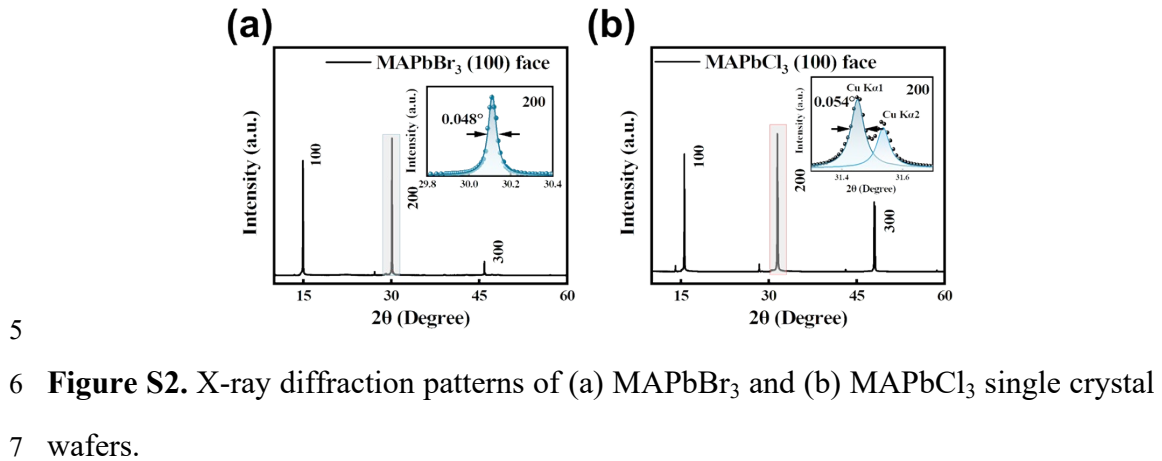 (a)
MAPbBr₃ (100) face
Intensity (a.u.)
100
200
300
Intensity (a.u.)
200
0.048°
29.8 30.0 30.2 30.4
15 30 45 60
2θ (Degree)
(b)
MAPbCl₃ (100) face
Intensity (a.u.)
100
200
300
Intensity (a.u.)
Cu Kα1
200
0.054°
Cu Kα2
31.4 31.6
2θ (Degree)
15 30 45 60
2θ (Degree)
5
6 Figure S2. X-ray diffraction patterns of (a) MAPbBr₃ and (b) MAPbCl₃ single crystal
7 wafers.